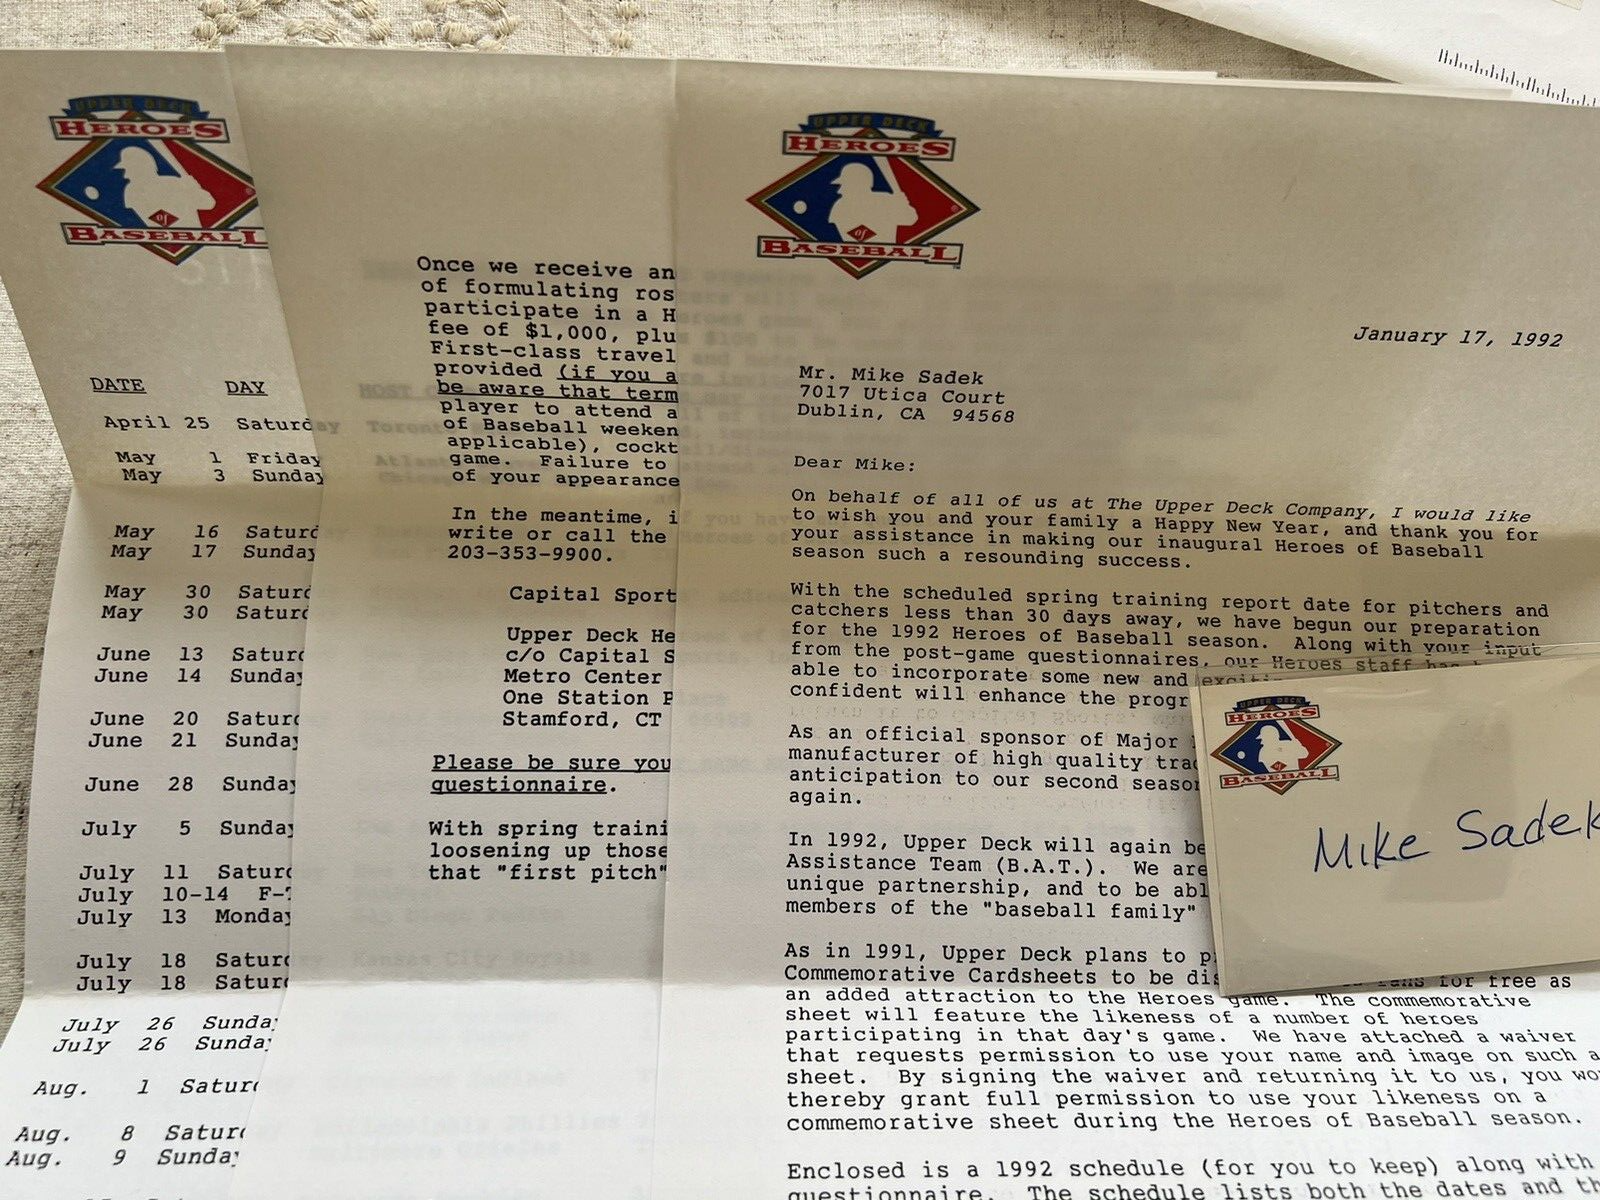 UPPER DECK
HEROES
of
BASEBALL
DATE DAY
April 25 Saturday
May 1 Friday
May 3 Sunday
May 16 Saturd
May 17 Sunday
May 30 Saturd
May 30 Saturd
June 13 Satur
June 14 Sunday
June 20 Satur
June 21 Sunday
June 28 Sunday
July 5 Sunday
July 11 Satur
July 10-14 F-T
July 13 Monday
July 18 Satur
July 18 Satur
July 26 Sunday
July 26 Sunda
Aug. 1 Satur
Aug. 8 Satur
Aug. 9 Sunday
Once we receive an
of formulating ros
participate in a H
fee of $1,000, plu
First-class travel
provided (if you a
be aware that term
player to attend a
of Baseball weeken
applicable), cockt
game. Failure to
of your appearance
In the meantime, i
write or call the
203-353-9900.
Capital Sport
Upper Deck He
c/o Capital S
Metro Center
One Station P
Stamford, CT
Please be sure you
questionnaire.
With spring traini
loosening up those
that "first pitch"
UPPER DECK
HEROES
of
BASEBALL
January 17, 1992
Mr. Mike Sadek
7017 Utica Court
Dublin, CA 94568
Dear Mike:
On behalf of all of us at The Upper Deck Company, I would like
to wish you and your family a Happy New Year, and thank you for
your assistance in making our inaugural Heroes of Baseball
season such a resounding success.
With the scheduled spring training report date for pitchers and
catchers less than 30 days away, we have begun our preparation
for the 1992 Heroes of Baseball season. Along with your input
from the post-game questionnaires, our Heroes staff has
able to incorporate some new and
confident will enhance the progr
As an official sponsor of Major
manufacturer of high quality tra
anticipation to our second season
again.
In 1992, Upper Deck will again be
Assistance Team (B.A.T.). We are
unique partnership, and to be abl
members of the "baseball family"
As in 1991, Upper Deck plans to p
Commemorative Cardsheets to be dis fans for free as
an added attraction to the Heroes game. The commemorative
sheet will feature the likeness of a number of heroes
participating in that day's game. We have attached a waiver
that requests permission to use your name and image on such a
sheet. By signing the waiver and returning it to us, you wo
thereby grant full permission to use your likeness on a
commemorative sheet during the Heroes of Baseball season.
Enclosed is a 1992 schedule (for you to keep) along with
questionnaire. The schedule lists both the dates and th
UPPER DECK
HEROES
of
BASEBALL
Mike Sadek